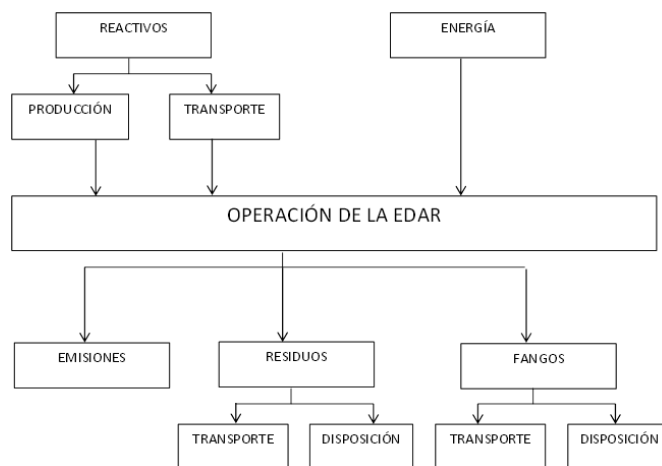 REACTIVOS
ENERGÍA
PRODUCCIÓN
TRANSPORTE
OPERACIÓN DE LA EDAR
EMISIONES
RESIDUOS
FANGOS
TRANSPORTE
DISPOSICIÓN
TRANSPORTE
DISPOSICIÓN